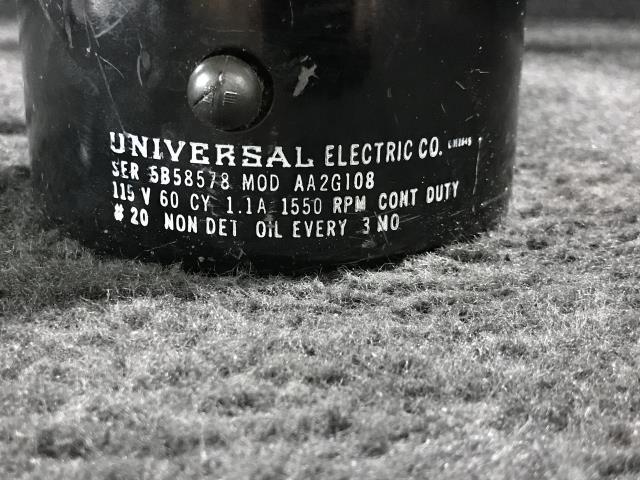 UNIVERSAL ELECTRIC CO.
SER 5B58578 MOD AA2G108
115 V 60 CY 1.1A 1550 RPM CONT DUTY
# 20 NON DET OIL EVERY 3 MO